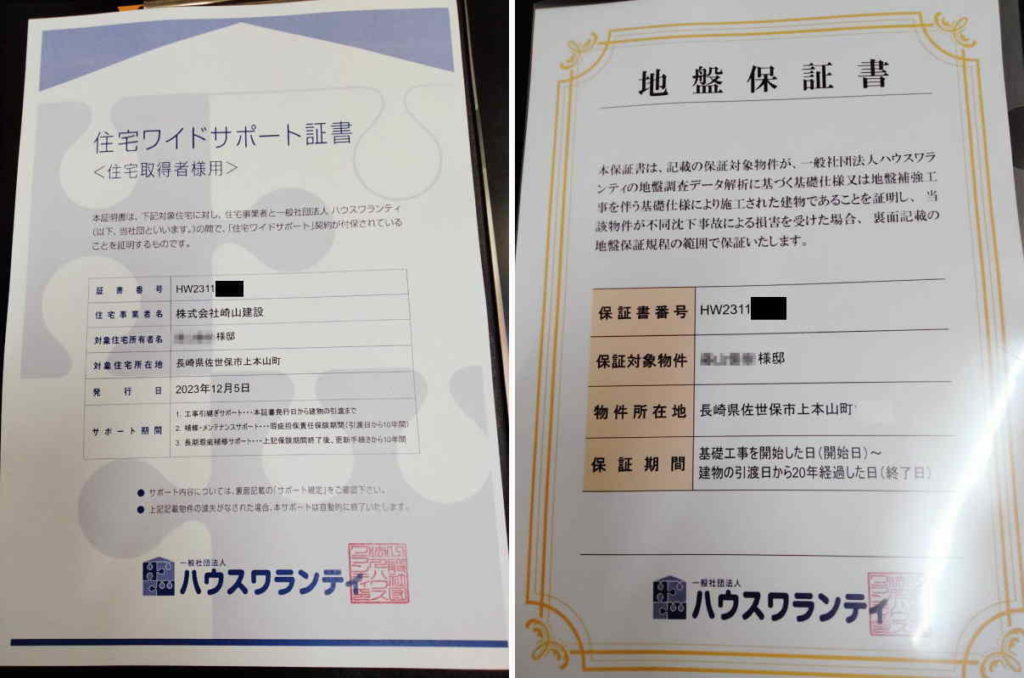 住宅ワイドサポート証書
＜住宅取得者様用＞
本証明書は、下記対象住宅に対し、住宅事業者と一般社団法人 ハウスワランティ
(以下、当社団といいます。)の間で、「住宅ワイドサポート」契約が付保されている
ことを証明するものです。
証書番号 HW2311
住宅事業者名 株式会社崎山建設
対象住宅所有者名 様邸
対象住宅所在地 長崎県佐世保市上本山町
発行日 2023年12月5日
サポート期間
1. 工事引継ぎサポート・・・本証書発行日から建物の引渡まで
2. 補修・メンテナンスサポート・・・瑕疵担保責任保険期間(引渡日から10年間)
3. 長期瑕疵補修サポート・・・上記保険期間終了後、更新手続きから10年間
● サポート内容については、裏面記載の「サポート規定」をご確認下さい。
● 上記記載物件の滅失がなされた場合、本サポートは自動的に終了いたします。
一般社団法人
ハウスワランティ
地盤保証書
本保証書は、記載の保証対象物件が、一般社団法人ハウスワラ
ンティの地盤調査データ解析に基づく基礎仕様又は地盤補強工
事を伴う基礎仕様により施工された建物であることを証明し、当
該物件が不同沈下事故による損害を受けた場合、裏面記載の
地盤保証規程の範囲で保証いたします。
保証書番号 HW2311
保証対象物件 様邸
物件所在地 長崎県佐世保市上本山町
保証期間 基礎工事を開始した日(開始日)～
建物の引渡日から20年経過した日(終了日)
一般社団法人
ハウスワランティ